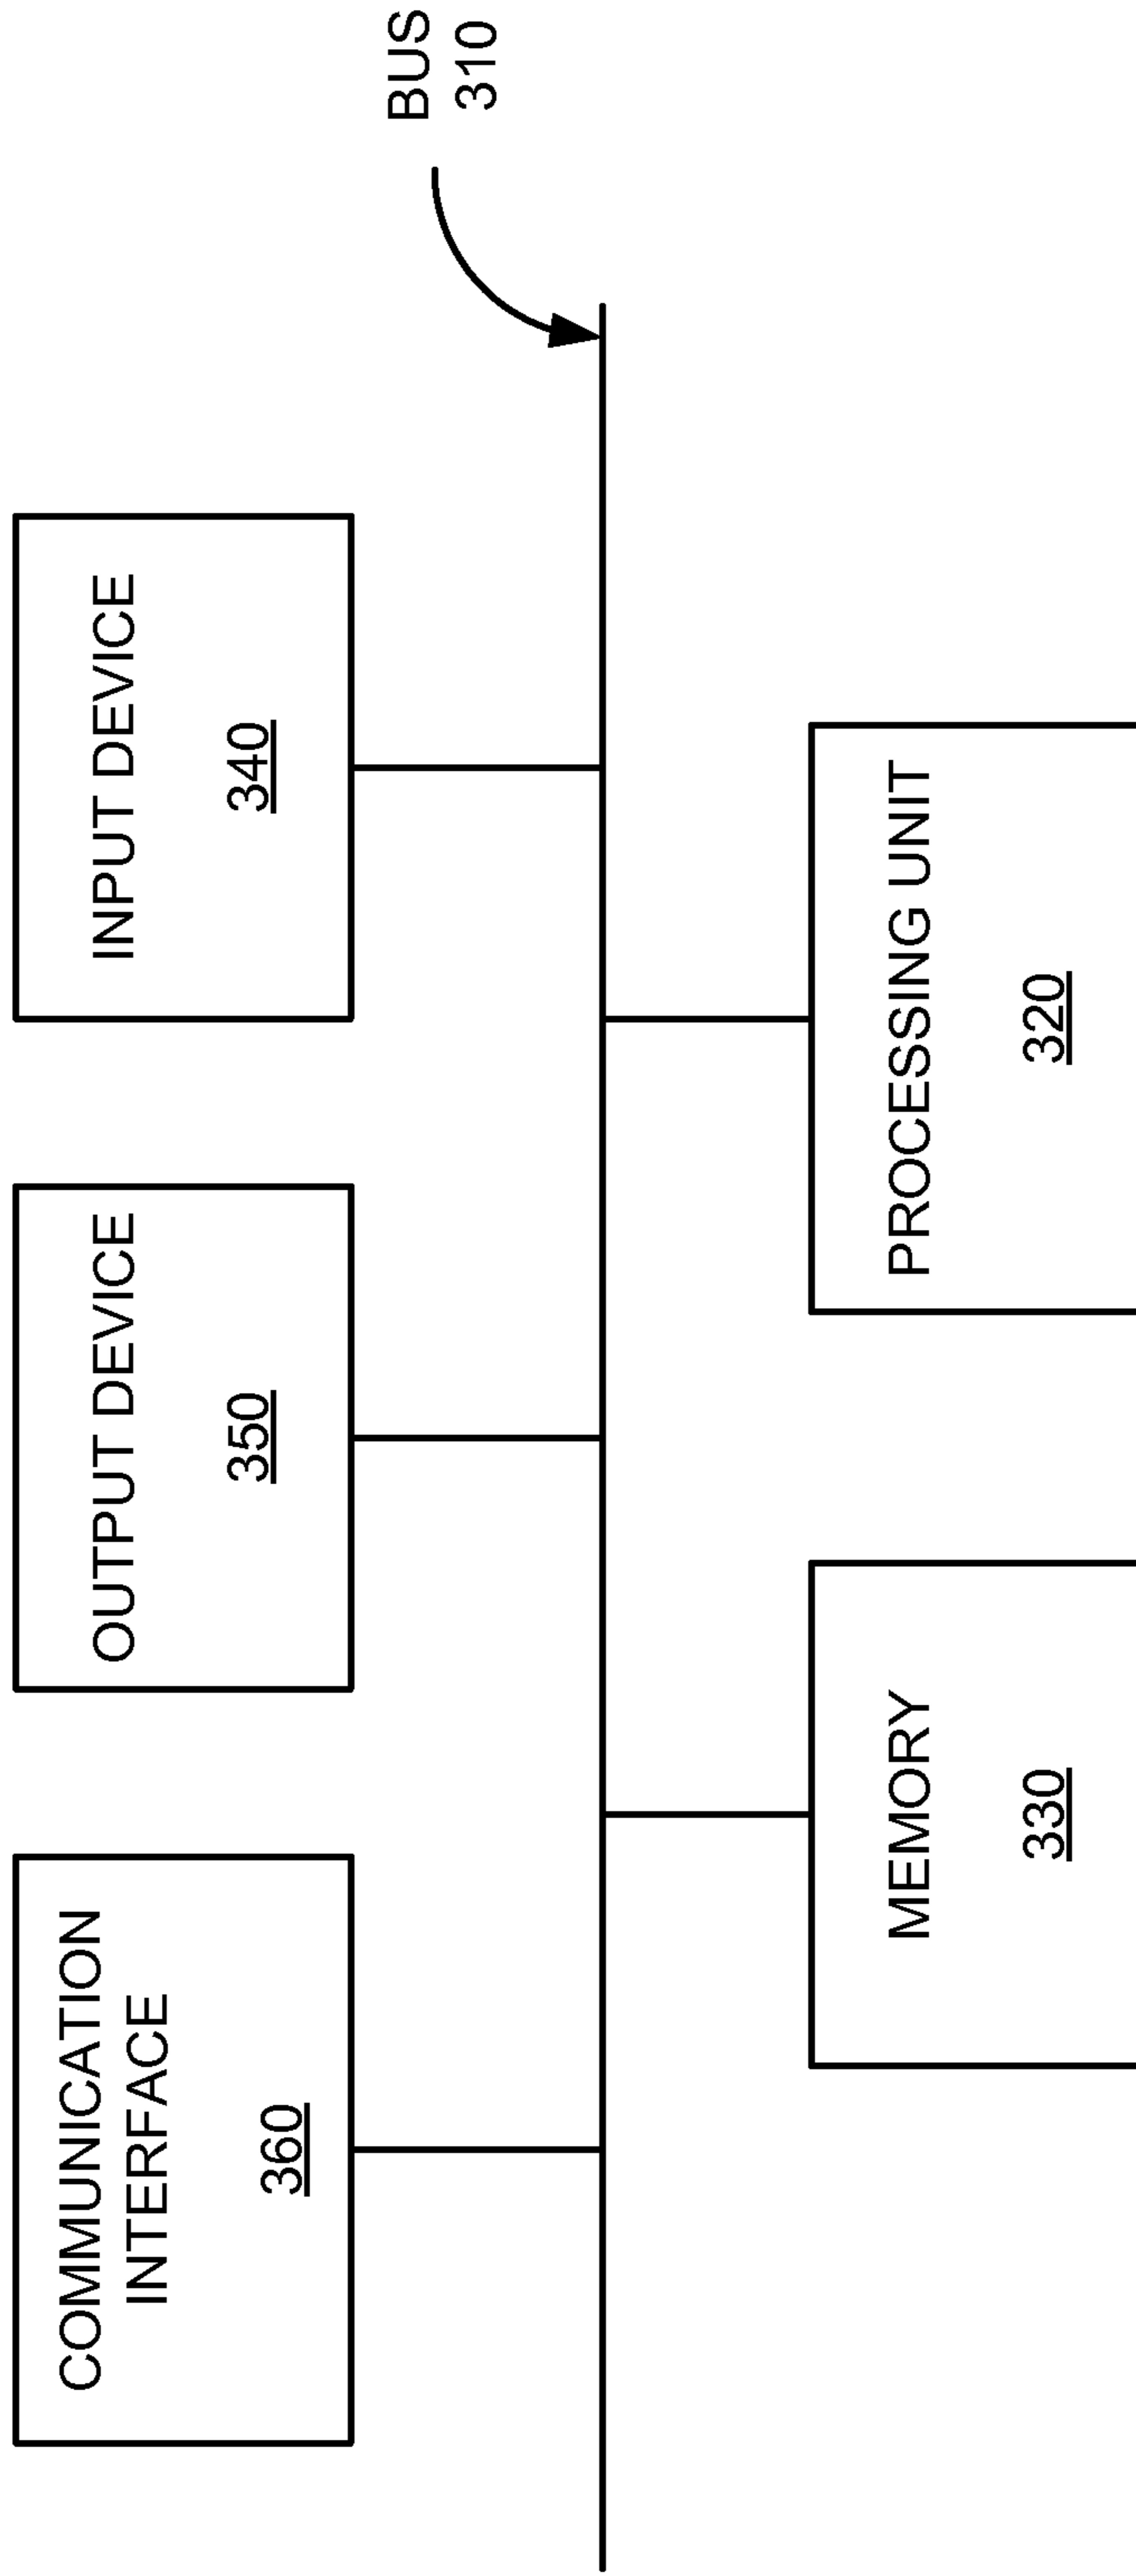 COMMUNICATION
INTERFACE
360
OUTPUT DEVICE
350
INPUT DEVICE
340
BUS
310
MEMORY
330
PROCESSING UNIT
320